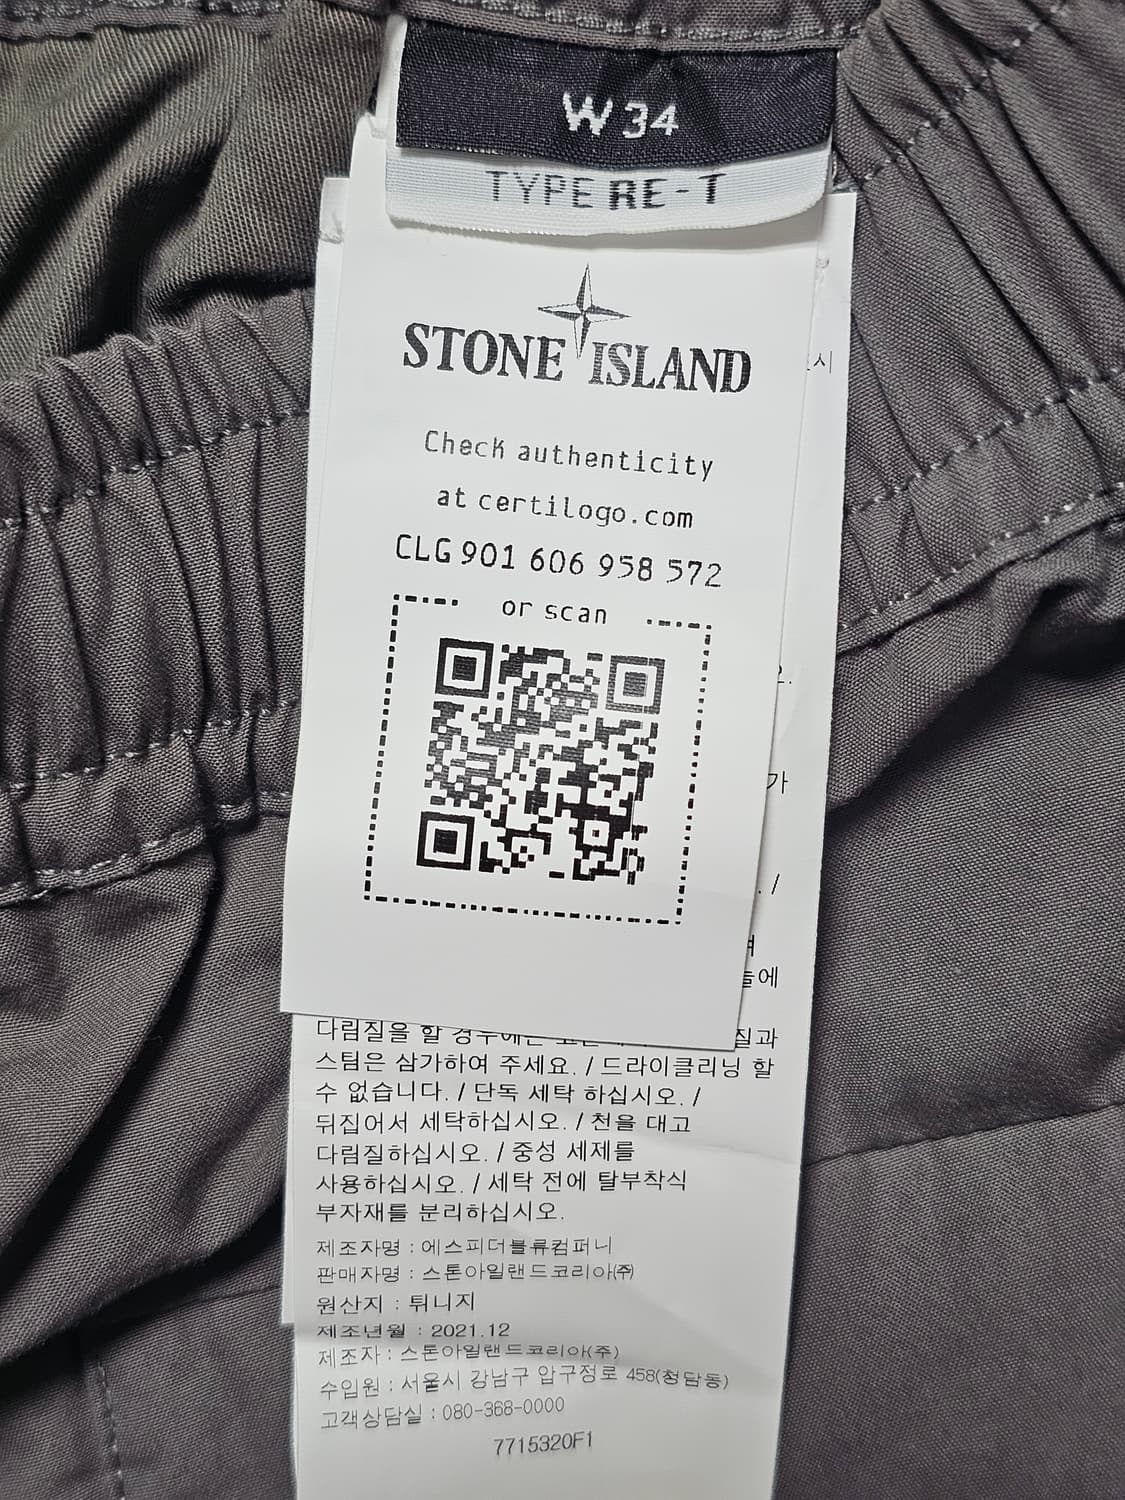 W 34
TYPE RE-T
STONE ISLAND
Check authenticity
at certilogo.com
CLG 901 606 958 572
or scan
시
가
. /
들에
다림질을 할 경우에는
질과
스팀은 삼가하여 주세요. / 드라이클리닝 할
수 없습니다. / 단독 세탁 하십시오. /
뒤집어서 세탁하십시오. / 천을 대고
다림질하십시오. / 중성 세제를
사용하십시오. / 세탁 전에 탈부착식
부자재를 분리하십시오.
제조자명 : 에스피더블류컴퍼니
판매자명 : 스톤아일랜드코리아㈜
원산지 : 튀니지
제조년월 : 2021.12
제조자 : 스톤아일랜드코리아(주)
수입원 : 서울시 강남구 압구정로 458(청담동)
고객상담실 : 080-368-0000
7715320F1